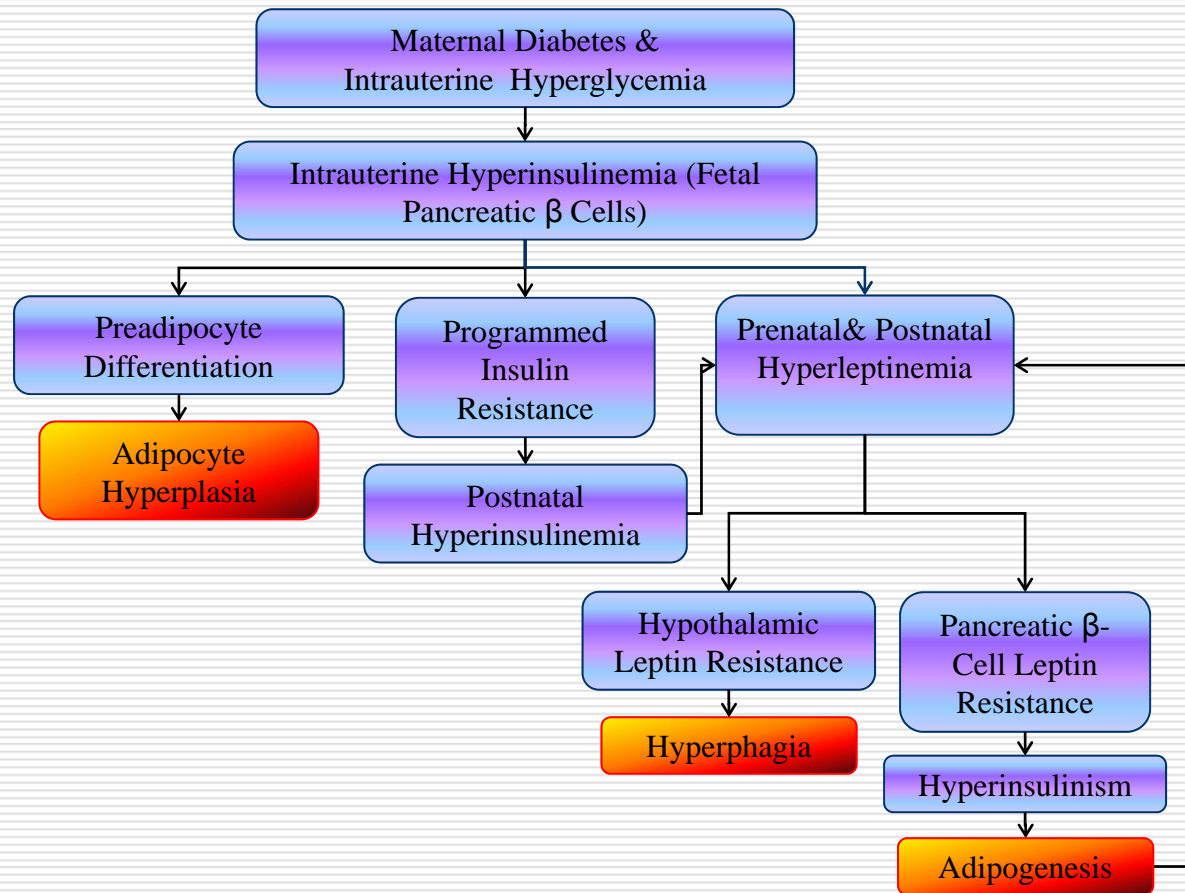 Maternal Diabetes &
Intrauterine Hyperglycemia
Intrauterine Hyperinsulinemia (Fetal
Pancreatic β Cells)
Preadipocyte
Differentiation
Adipocyte
Hyperplasia
Programmed
Insulin
Resistance
Postnatal
Hyperinsulinemia
Prenatal& Postnatal
Hyperleptinemia
Hypothalamic
Leptin Resistance
Hyperphagia
Pancreatic β-
Cell Leptin
Resistance
Hyperinsulinism
Adipogenesis